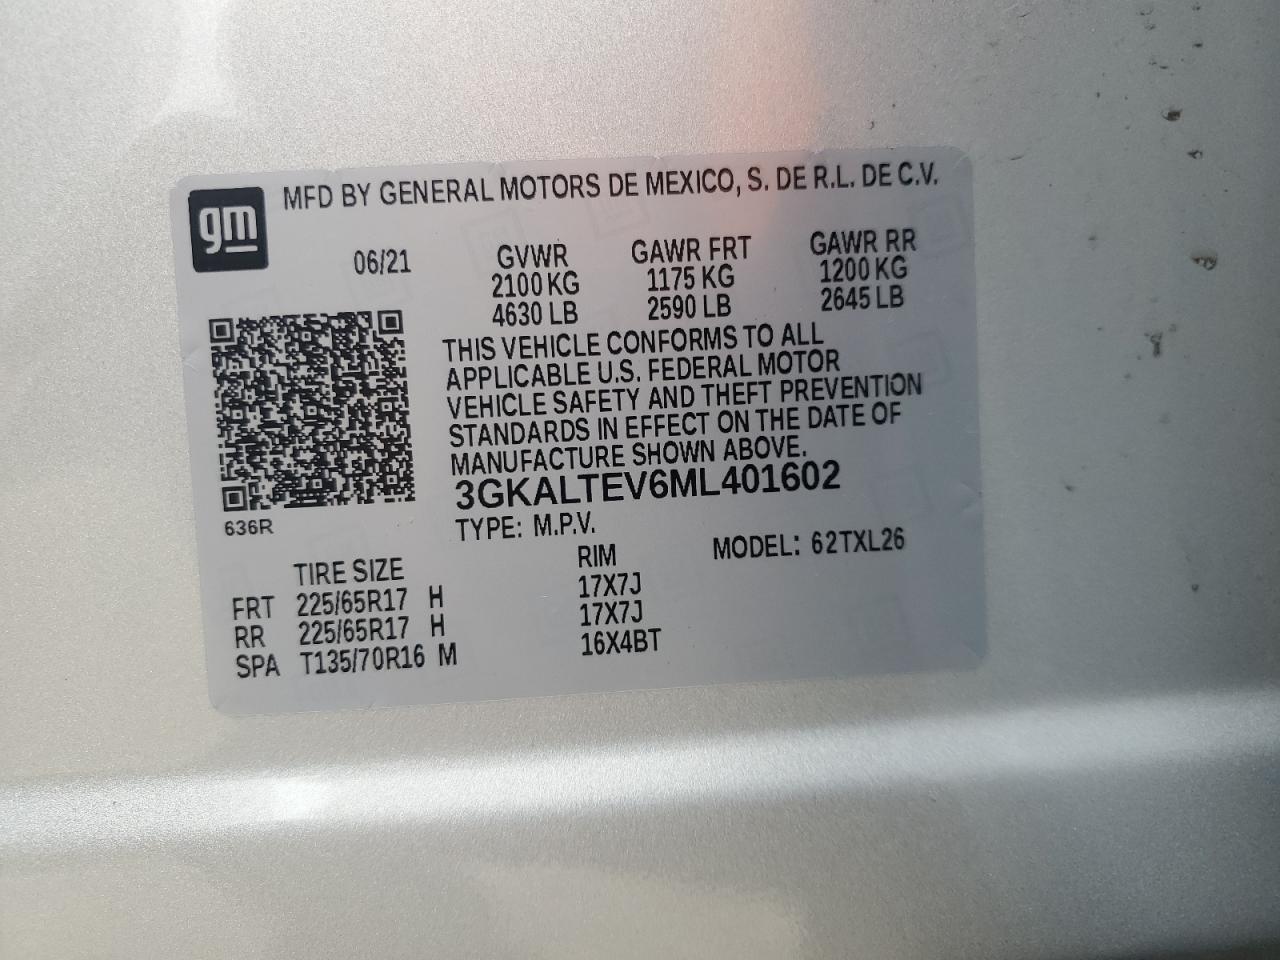 gm
MFD BY GENERAL MOTORS DE MEXICO, S. DE R.L. DE C.V.
06/21 GVWR GAWR FRT GAWR RR
2100 KG 1175 KG 1200 KG
4630 LB 2590 LB 2645 LB
THIS VEHICLE CONFORMS TO ALL
APPLICABLE U.S. FEDERAL MOTOR
VEHICLE SAFETY AND THEFT PREVENTION
STANDARDS IN EFFECT ON THE DATE OF
MANUFACTURE SHOWN ABOVE.
3GKALTEV6ML401602
636R
TYPE: M.P.V.
MODEL: 62TXL26
TIRE SIZE RIM
FRT 225/65R17 H 17X7J
RR 225/65R17 H 17X7J
SPA T135/70R16 M 16X4BT